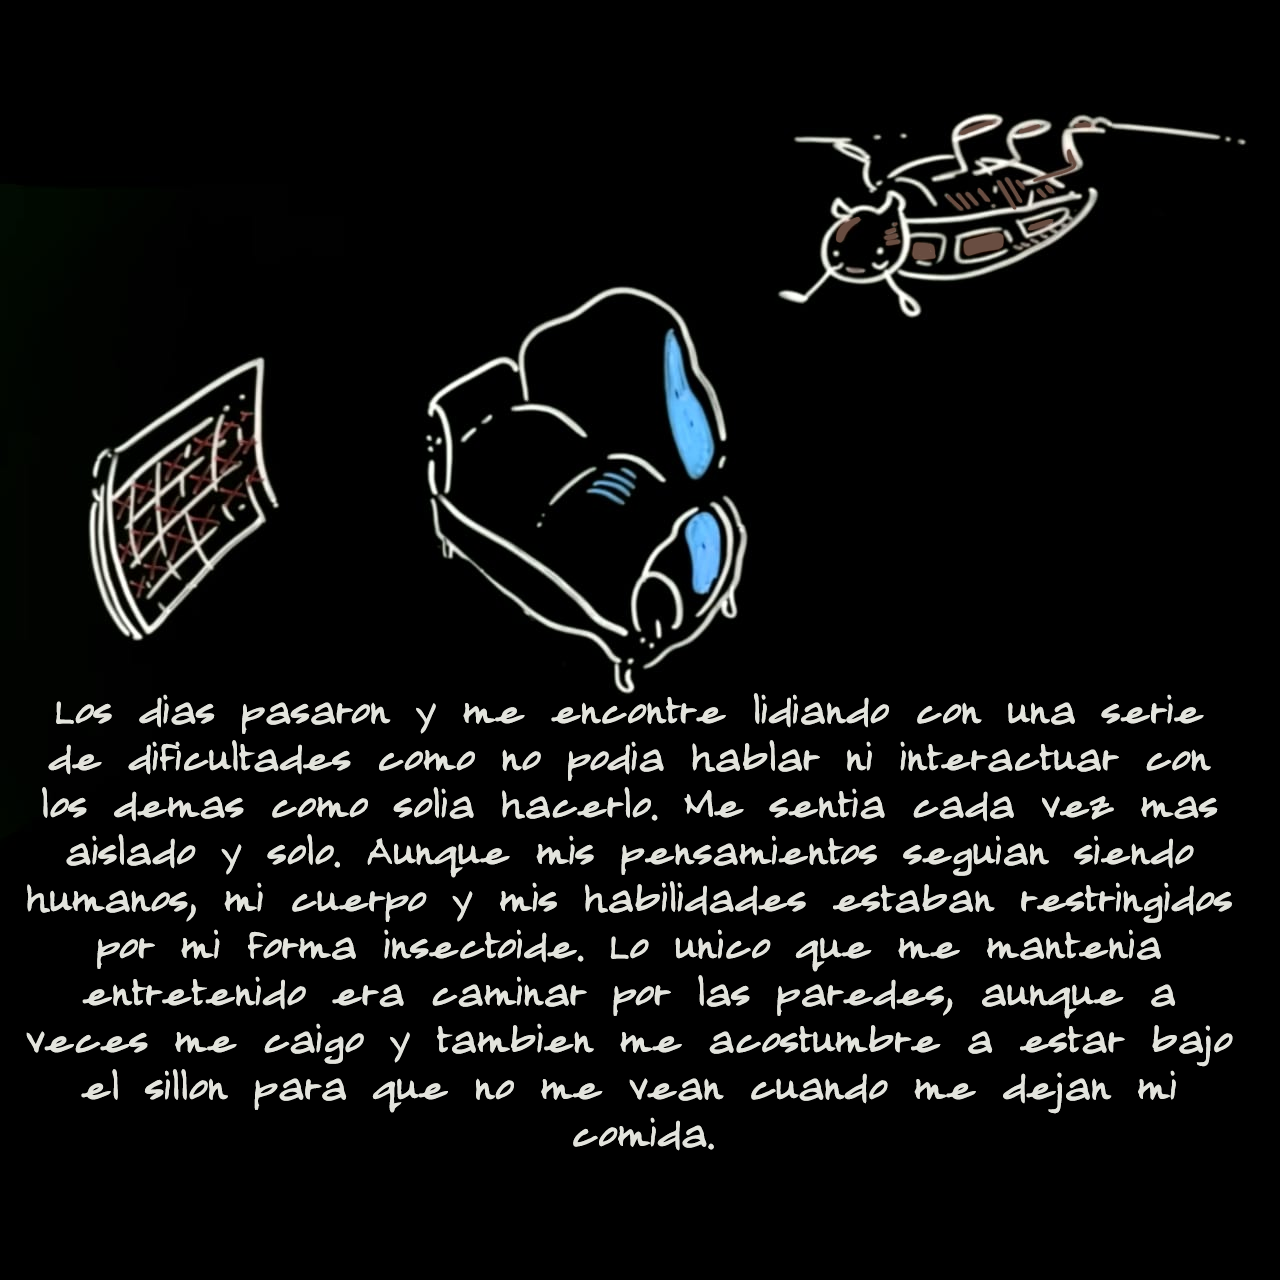 Los dias pasaron y me encontre lidiando con una serie
de dificultades como no podia hablar ni interactuar con
los demas como solia hacerlo. Me sentia cada vez mas
aislado y solo. Aunque mis pensamientos seguian siendo
humanos, mi cuerpo y mis habilidades estaban restringidos
por mi forma insectoide. Lo unico que me mantenia
entretenido era caminar por las paredes, aunque a
veces me caigo y tambien me acostumbre a estar bajo
el sillon para que no me vean cuando me dejan mi
comida.